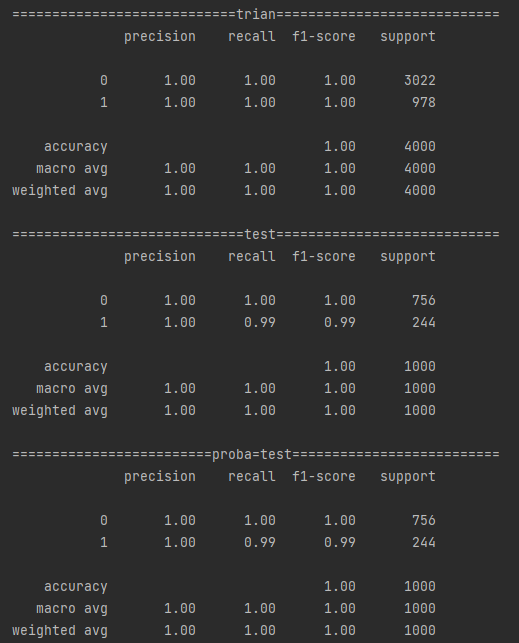 ============================trian============================
precision recall f1-score support
0 1.00 1.00 1.00 3022
1 1.00 1.00 1.00 978
accuracy 1.00 4000
macro avg 1.00 1.00 1.00 4000
weighted avg 1.00 1.00 1.00 4000
=============================test============================
precision recall f1-score support
0 1.00 1.00 1.00 756
1 1.00 0.99 0.99 244
accuracy 1.00 1000
macro avg 1.00 1.00 1.00 1000
weighted avg 1.00 1.00 1.00 1000
=========================proba=test==========================
precision recall f1-score support
0 1.00 1.00 1.00 756
1 1.00 0.99 0.99 244
accuracy 1.00 1000
macro avg 1.00 1.00 1.00 1000
weighted avg 1.00 1.00 1.00 1000